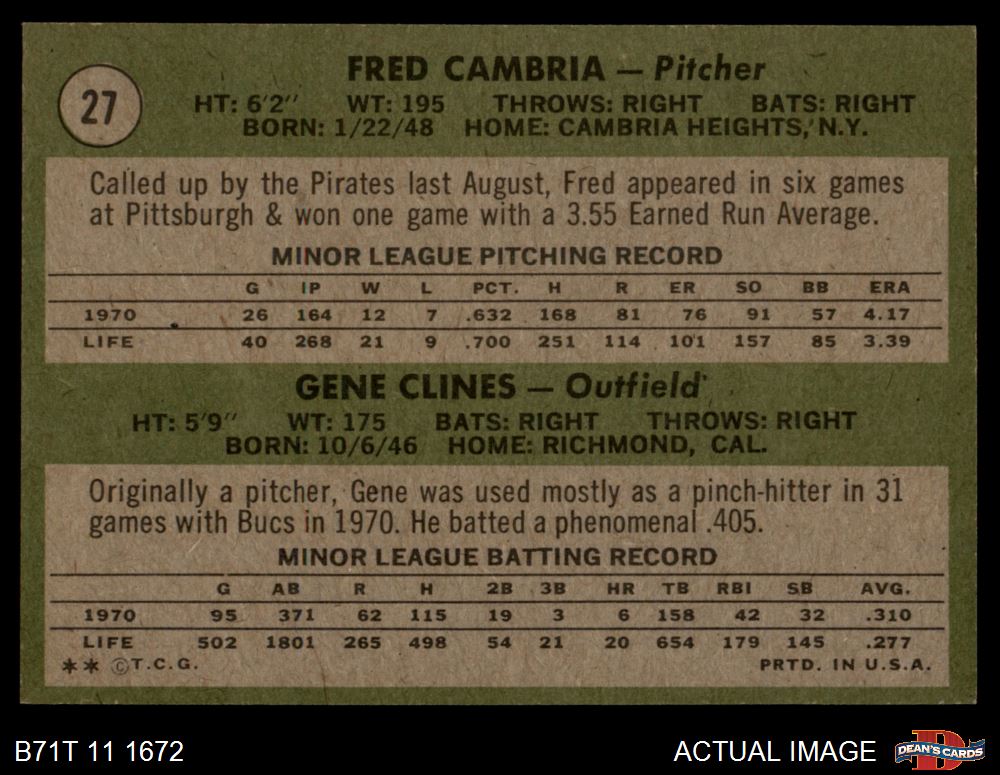 27
FRED CAMBRIA — Pitcher
HT: 6'2" WT: 195 THROWS: RIGHT BATS: RIGHT
BORN: 1/22/48 HOME: CAMBRIA HEIGHTS, N.Y.
Called up by the Pirates last August, Fred appeared in six games
at Pittsburgh & won one game with a 3.55 Earned Run Average.
MINOR LEAGUE PITCHING RECORD
G IP W L PCT. H R ER SO BB ERA
1970 26 164 12 7 .632 168 81 76 91 57 4.17
LIFE 40 268 21 9 .700 251 114 101 157 85 3.39
GENE CLINES — Outfield
HT: 5'9" WT: 175 BATS: RIGHT THROWS: RIGHT
BORN: 10/6/46 HOME: RICHMOND, CAL.
Originally a pitcher, Gene was used mostly as a pinch-hitter in 31
games with Bucs in 1970. He batted a phenomenal .405.
MINOR LEAGUE BATTING RECORD
G AB R H 2B 3B HR TB RBI SB AVG.
1970 95 371 62 115 19 3 6 158 42 32 .310
LIFE 502 1801 265 498 54 21 20 654 179 145 .277
** ©T.C.G. PRTD. IN U.S.A.
B71T 11 1672 ACTUAL IMAGE DEAN'S CARDS